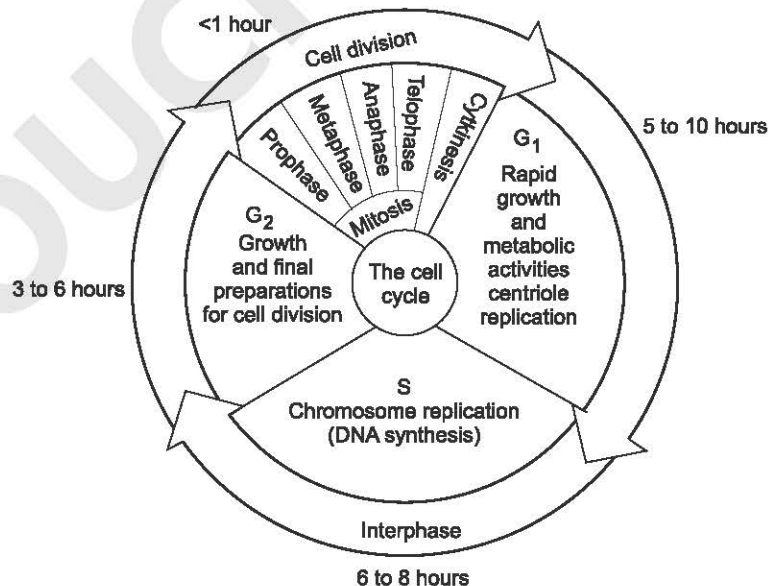 <1 hour
Cell division
5 to 10 hours
Prophase
Metaphase
Anaphase
Telophase
Cytkinesis
Mitosis
G1
Rapid
growth
and
metabolic
activities
centriole
replication
G2
Growth
and final
preparations
for cell division
3 to 6 hours
The cell
cycle
S
Chromosome replication
(DNA synthesis)
Interphase
6 to 8 hours